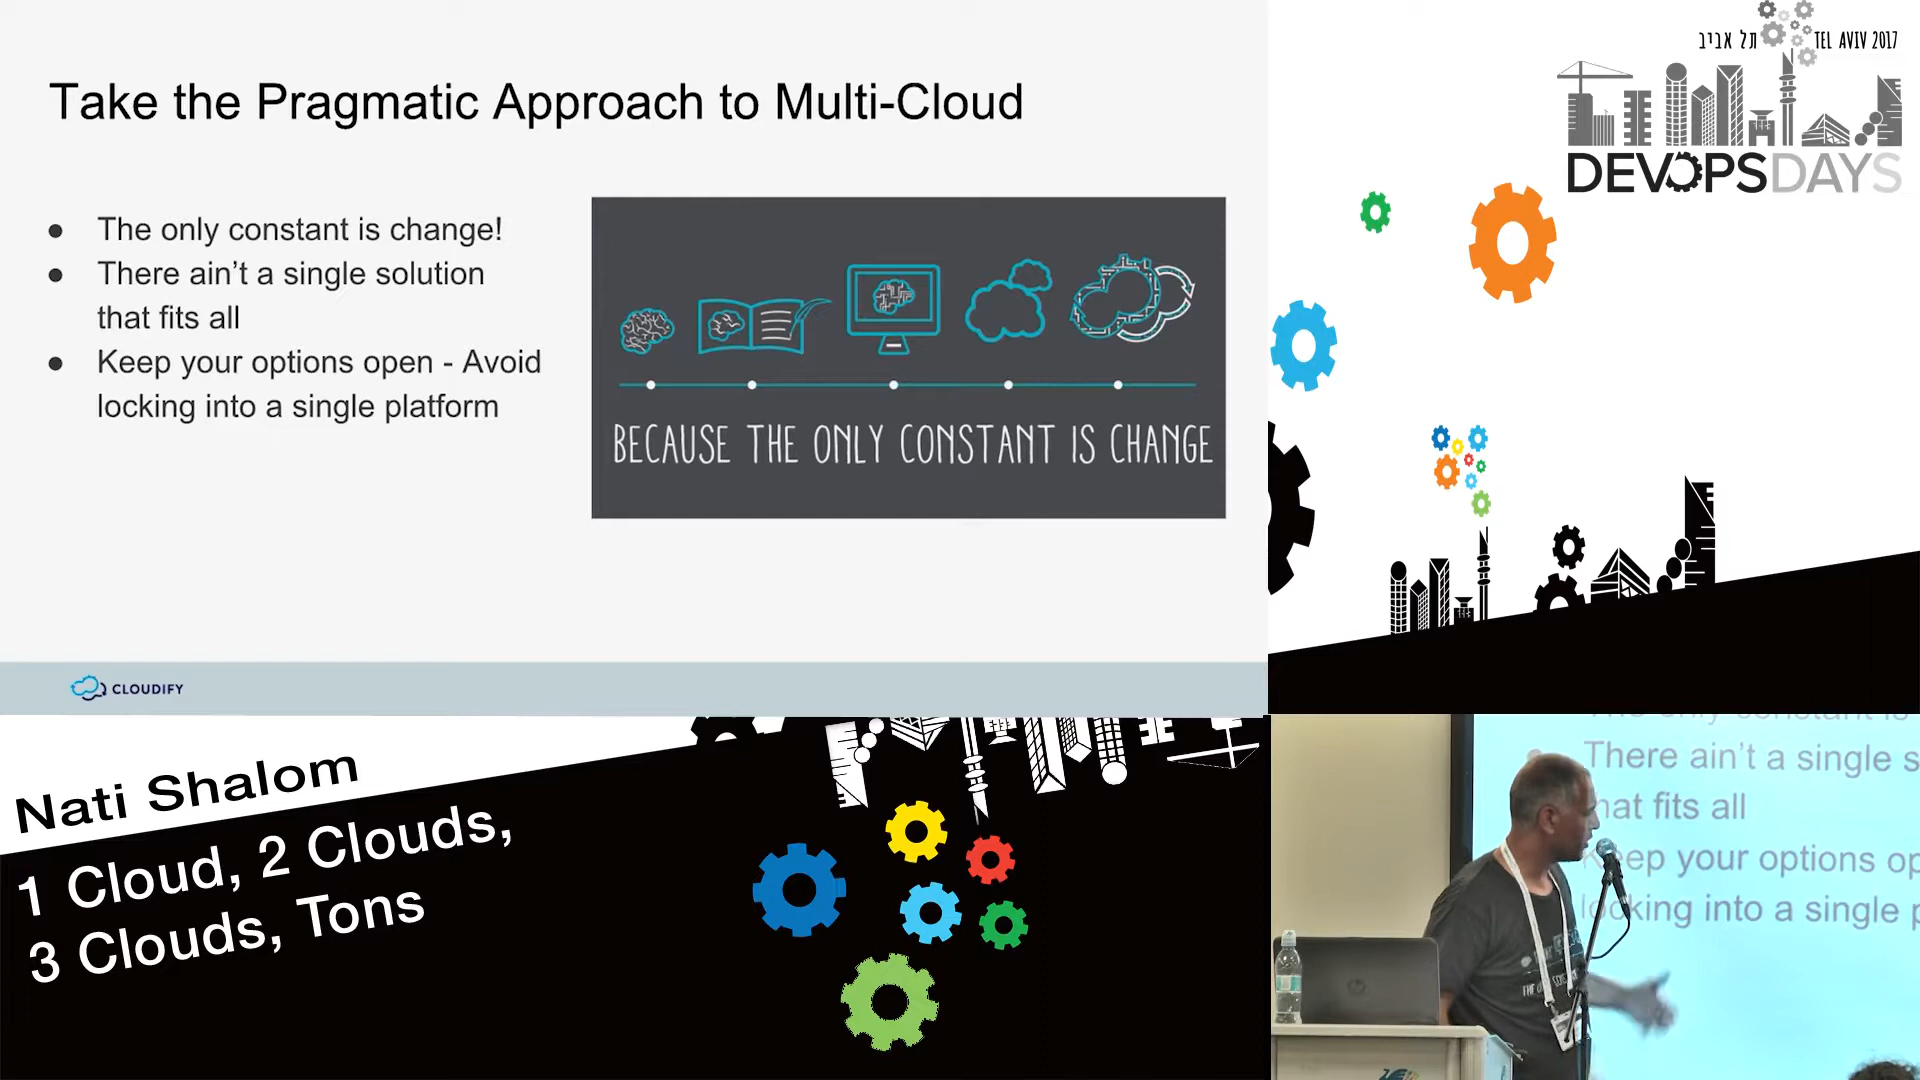 Take the Pragmatic Approach to Multi-Cloud
● The only constant is change!
● There ain't a single solution
that fits all
● Keep your options open - Avoid
locking into a single platform
BECAUSE THE ONLY CONSTANT IS CHANGE
CLOUDIFY
תל אביב TEL AVIV 2017
DEVOPSDAYS
Nati Shalom
1 Cloud, 2 Clouds,
3 Clouds, Tons
There ain't a single s
hat fits all
Keep your options op
locking into a single p